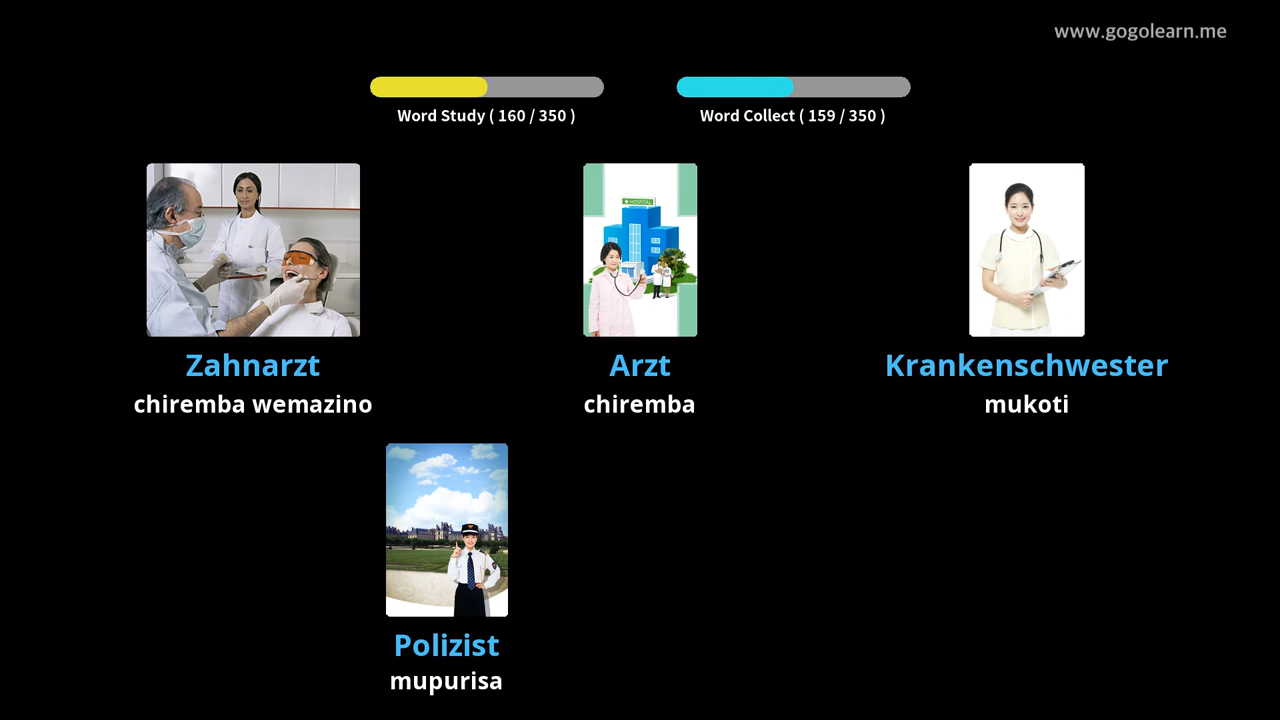 www.gogolearn.me
Word Study ( 160 / 350 )
Word Collect ( 159 / 350 )
HOSPITAL
Zahnarzt
chiremba wemazino
Arzt
chiremba
Krankenschwester
mukoti
Polizist
mupurisa